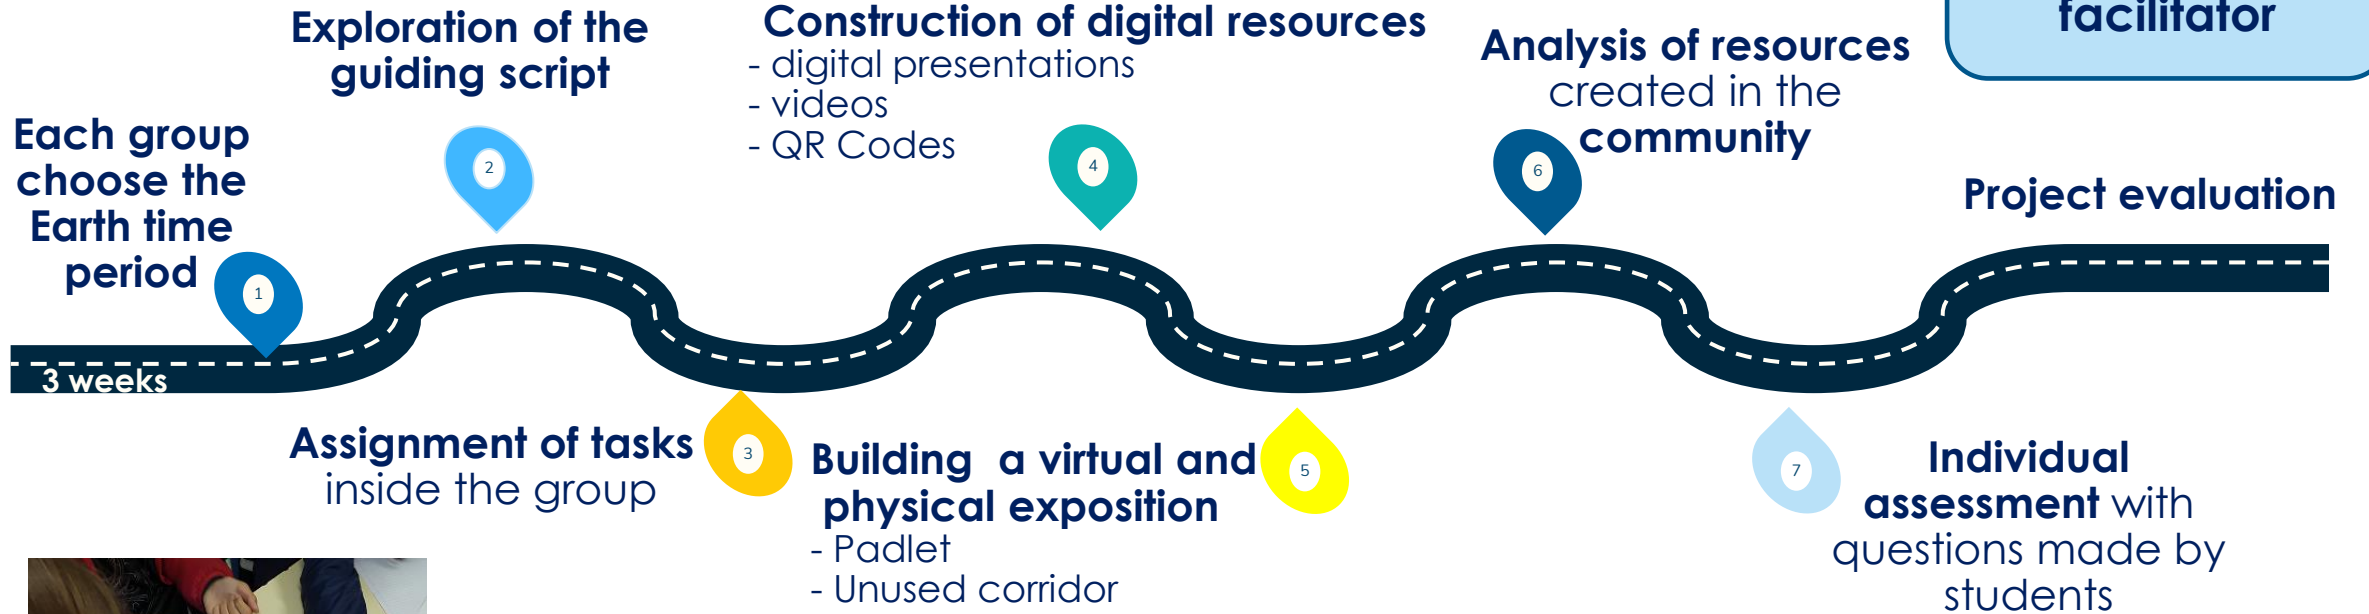 Each group
choose the
Earth time
period
1
3 weeks
Exploration of the
guiding script
2
Assignment of tasks
inside the group
3
Construction of digital resources
- digital presentations
- videos
- QR Codes
4
Building a virtual and
physical exposition
- Padlet
- Unused corridor
5
Analysis of resources
created in the
community
6
Individual
assessment with
questions made by
students
7
Project evaluation
facilitator